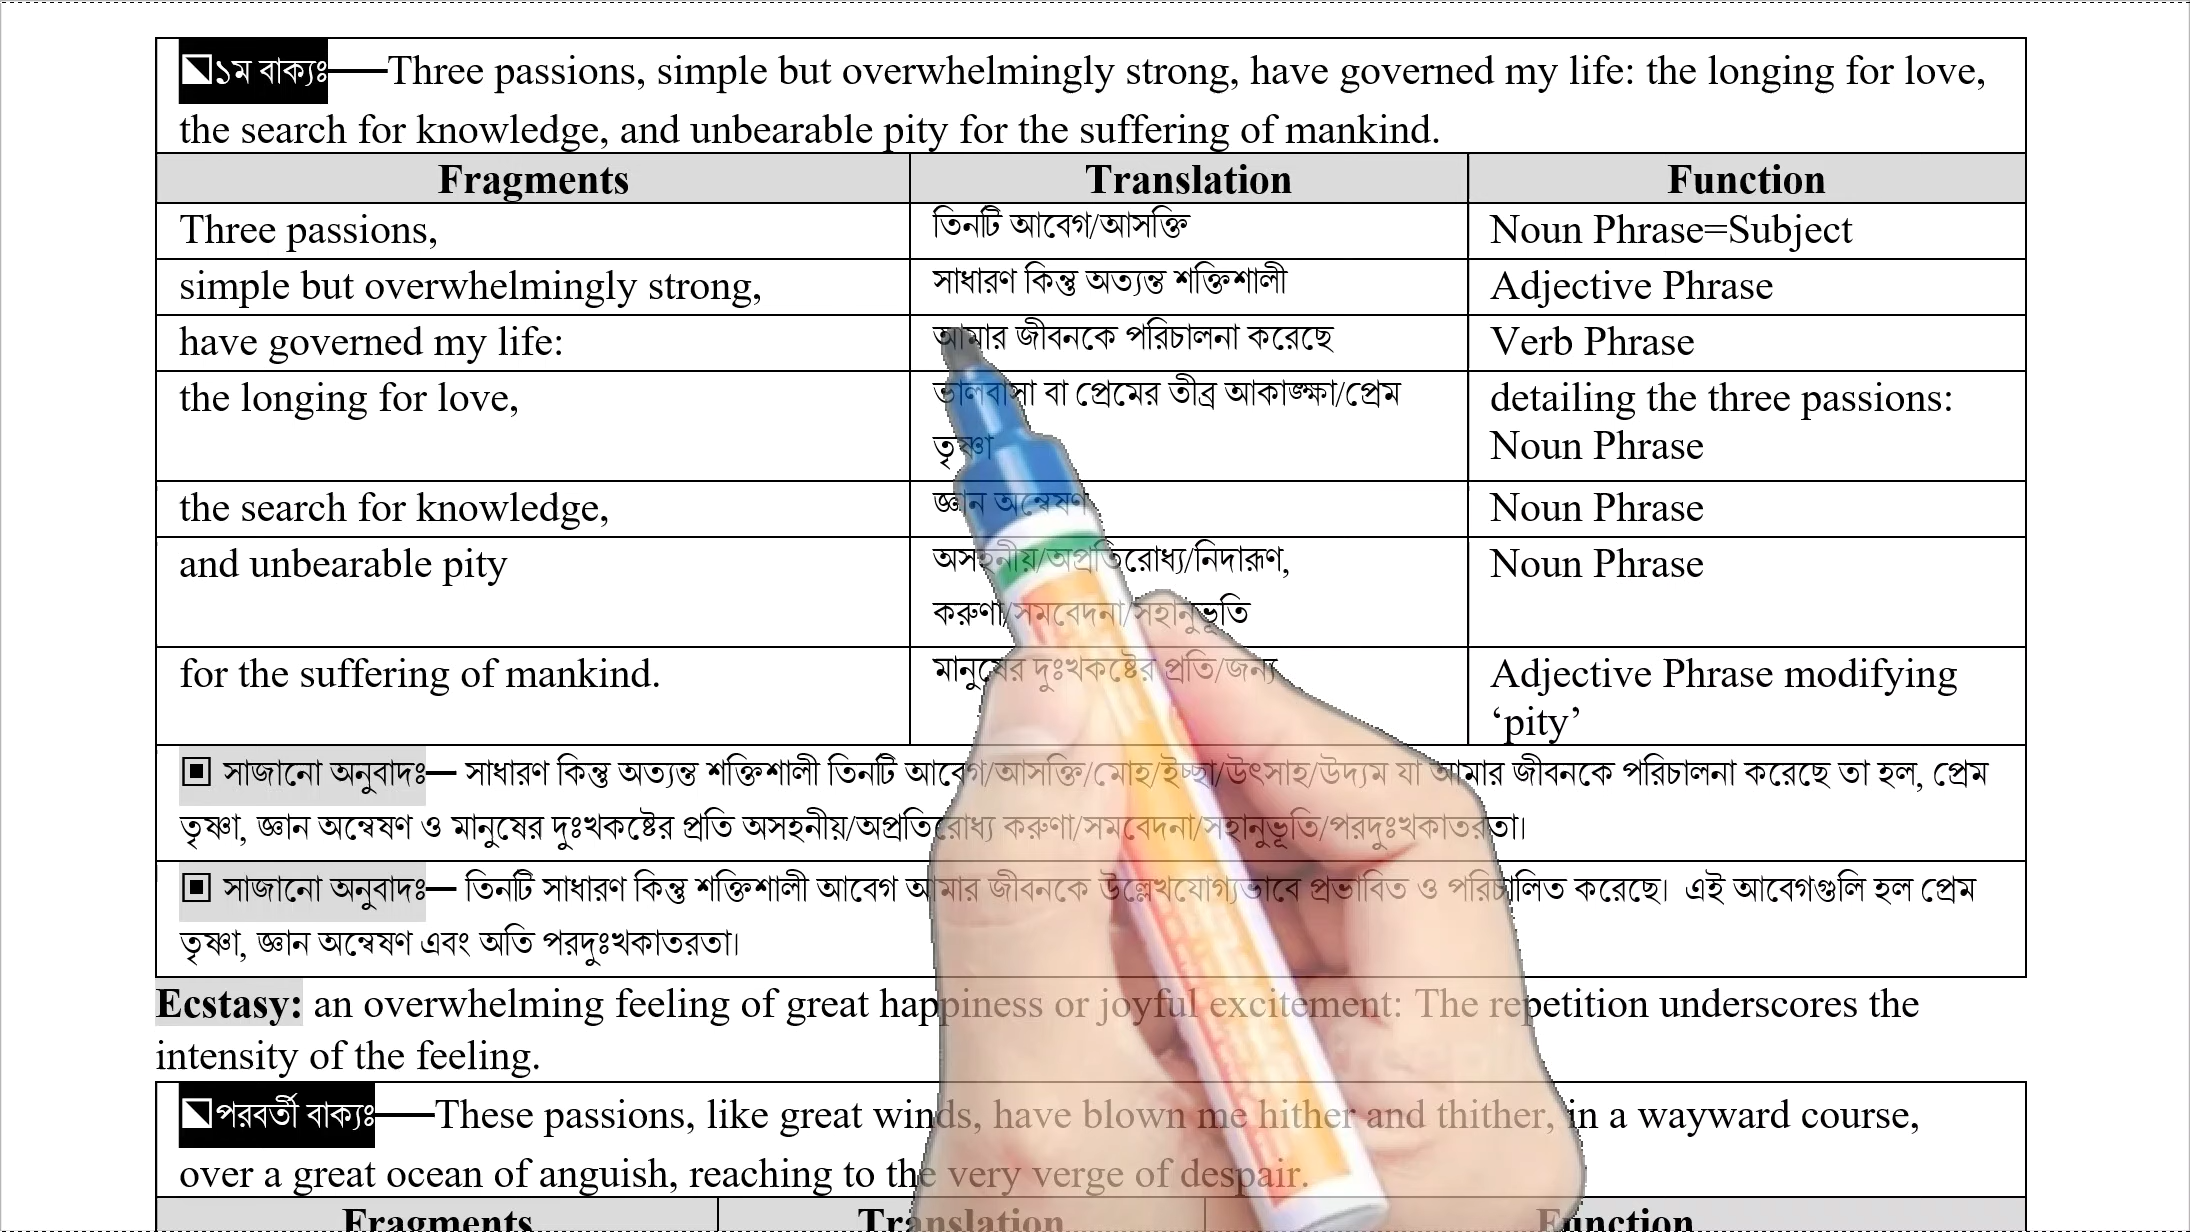 ১ম বাক্যঃ—Three passions, simple but overwhelmingly strong, have governed my life: the longing for love,
the search for knowledge, and unbearable pity for the suffering of mankind.
Fragments Translation Function
Three passions, তিনটি আবেগ/আসক্তি Noun Phrase=Subject
simple but overwhelmingly strong, সাধারণ কিন্তু অত্যন্ত শক্তিশালী Adjective Phrase
have governed my life: আমার জীবনকে পরিচালনা করেছে Verb Phrase
the longing for love, ভালবাসা বা প্রেমের তীব্র আকাঙ্ক্ষা/প্রেম detailing the three passions:
তৃষ্ণা Noun Phrase
the search for knowledge, জ্ঞান অন্বেষণ Noun Phrase
and unbearable pity অসহনীয়/অপ্রতিরোধ্য/নিদারূণ, Noun Phrase
করুণা/সমবেদনা/সহানুভূতি
for the suffering of mankind. মানুষের দুঃখকষ্টের প্রতি/জন্য Adjective Phrase modifying
‘pity’
সাজানো অনুবাদঃ— সাধারণ কিন্তু অত্যন্ত শক্তিশালী তিনটি আবেগ/আসক্তি/মোহ/ইচ্ছা/উৎসাহ/উদ্যম যা আমার জীবনকে পরিচালনা করেছে তা হল, প্রেম
তৃষ্ণা, জ্ঞান অন্বেষণ ও মানুষের দুঃখকষ্টের প্রতি অসহনীয়/অপ্রতিরোধ্য করুণা/সমবেদনা/সহানুভূতি/পরদুঃখকাতরতা।
সাজানো অনুবাদঃ— তিনটি সাধারণ কিন্তু শক্তিশালী আবেগ আমার জীবনকে উল্লেখযোগ্যভাবে প্রভাবিত ও পরিচালিত করেছে। এই আবেগগুলি হল প্রেম
তৃষ্ণা, জ্ঞান অন্বেষণ এবং অতি পরদুঃখকাতরতা।
Ecstasy: an overwhelming feeling of great happiness or joyful excitement: The repetition underscores the
intensity of the feeling.
পরবর্তী বাক্যঃ—These passions, like great winds, have blown me hither and thither, in a wayward course,
over a great ocean of anguish, reaching to the very verge of despair.
Fragments Translation Function